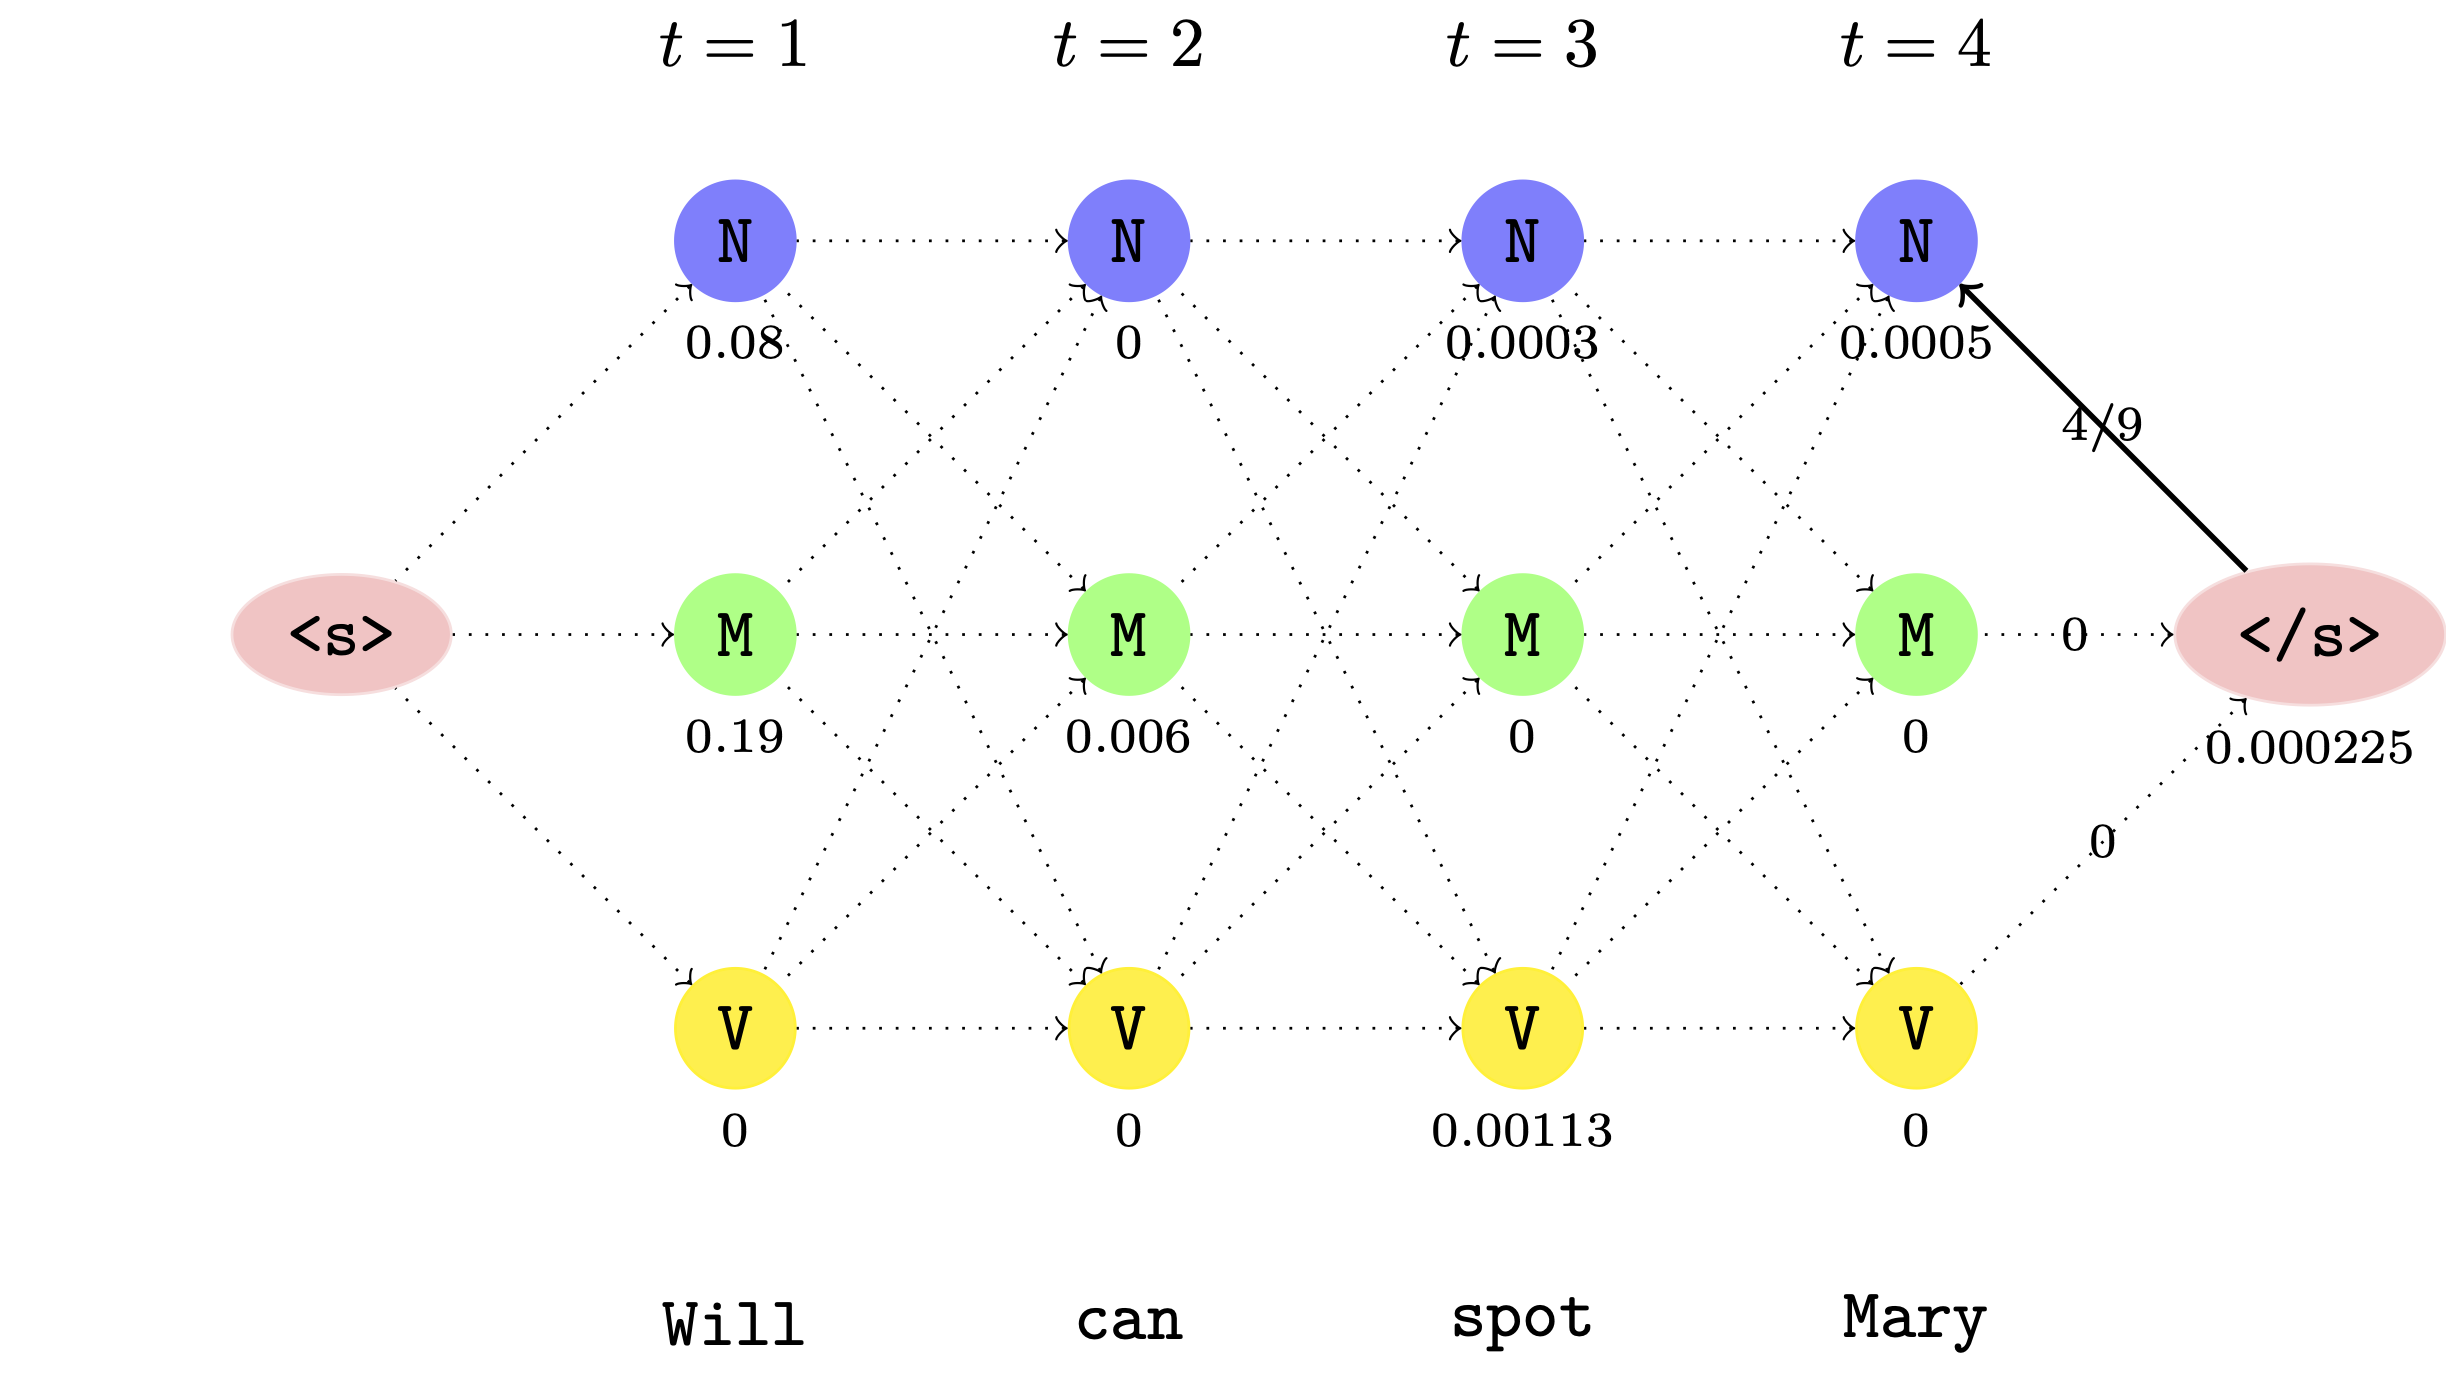 t = 1 t = 2 t = 3 t = 4
N N N N
0.08 0 0.0003 0.0005
4/9
<s> M M M M 0 </s>
0.19 0.006 0 0 0.000225
0
V V V V
0 0 0.00113 0
Will can spot Mary